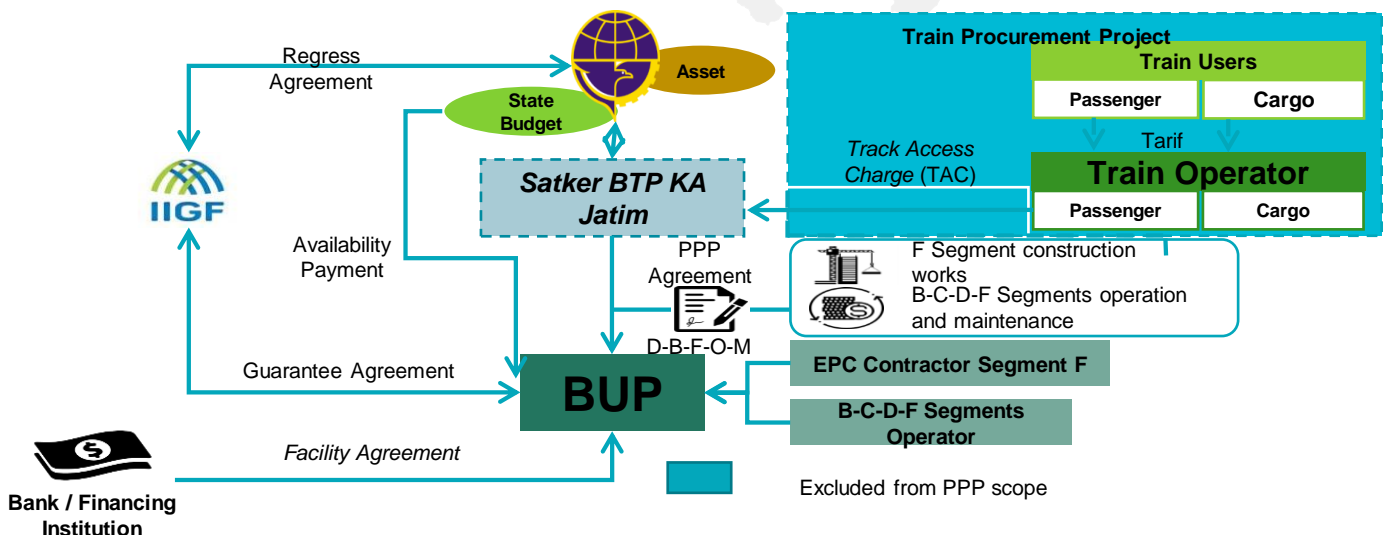 Regress
Agreement
Asset
State
Budget
Train Procurement Project
Train Users
Passenger
Cargo
Tarif
Track Access
Charge (TAC)
Train Operator
Passenger
Cargo
IIGF
Satker BTP KA
Jatim
Availability
Payment
PPP
Agreement
D-B-F-O-M
F Segment construction
works
B-C-D-F Segments operation
and maintenance
Guarantee Agreement
BUP
EPC Contractor Segment F
B-C-D-F Segments
Operator
Facility Agreement
Bank / Financing
Institution
Excluded from PPP scope